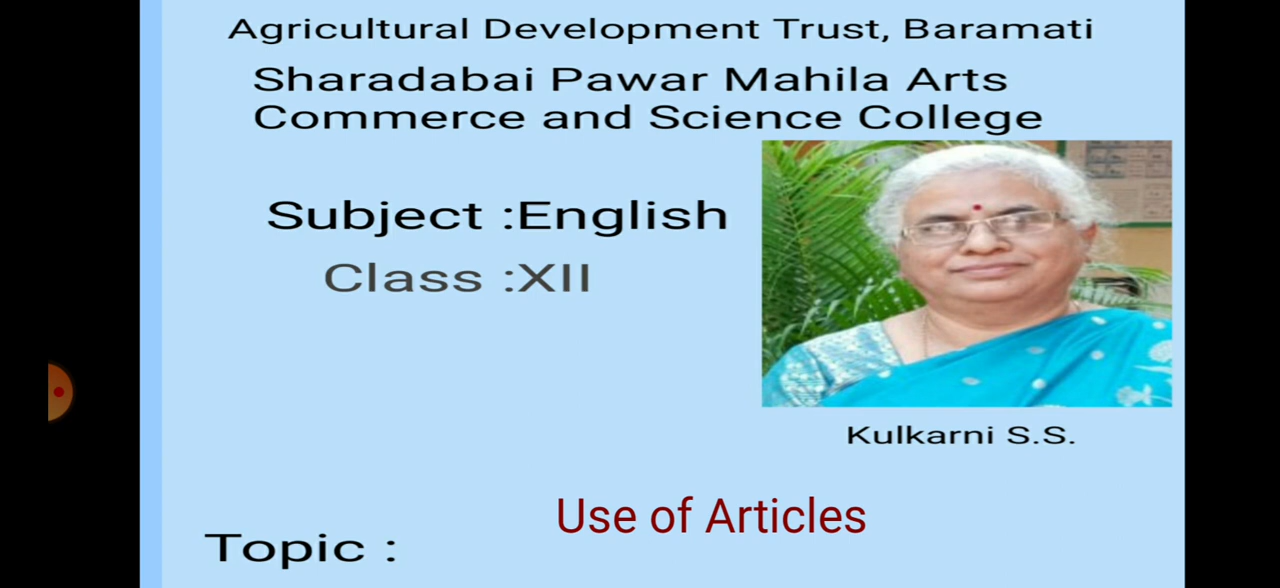 Agricultural Development Trust, Baramati
Sharadabai Pawar Mahila Arts
Commerce and Science College
Subject :English
Class :XII
Kulkarni S.S.
Use of Articles
Topic :